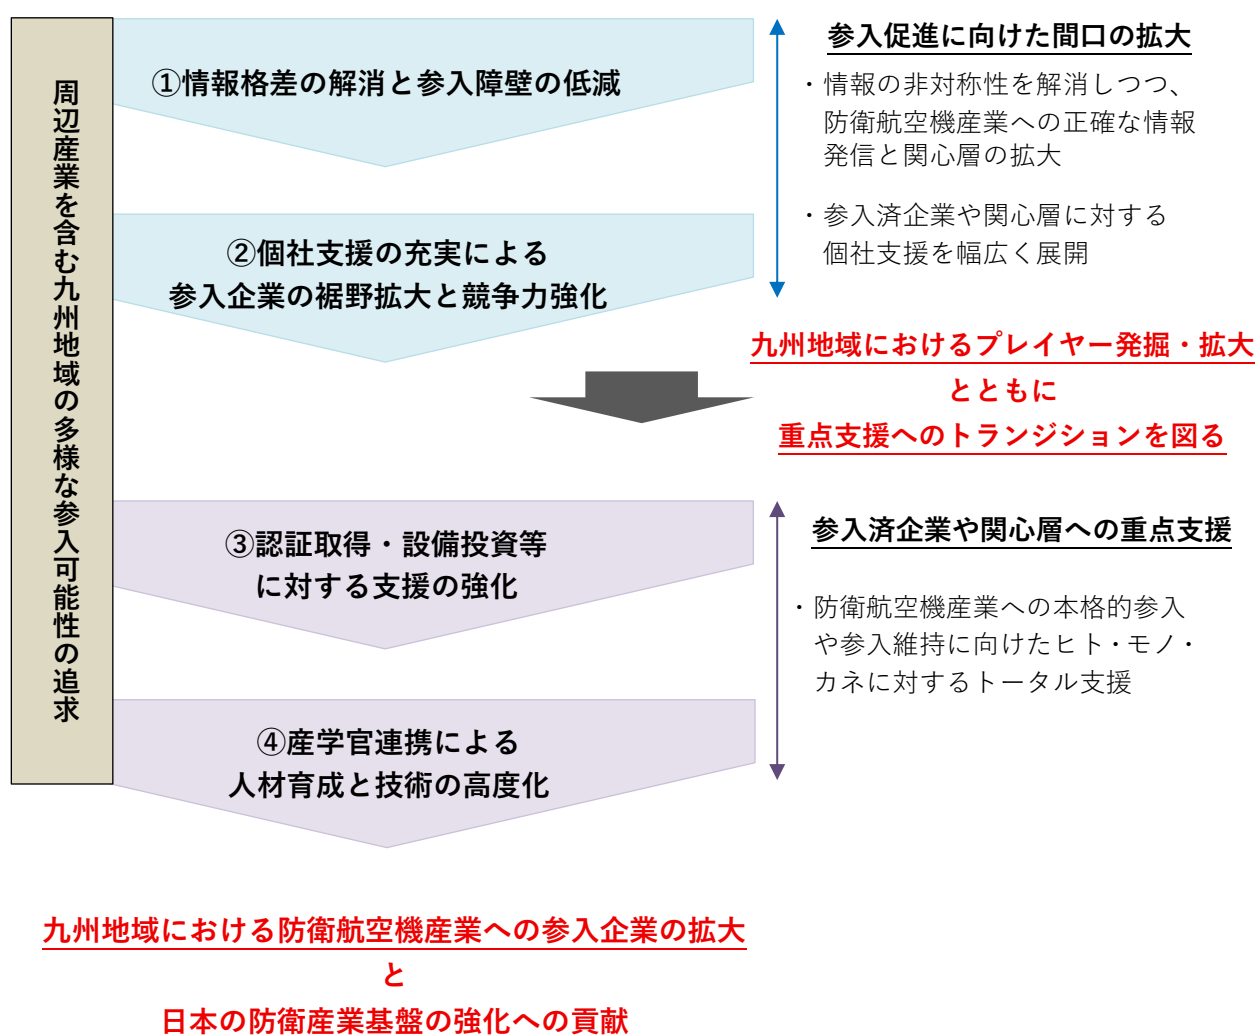 周辺産業を含む九州地域の多様な参入可能性の追求
①情報格差の解消と参入障壁の低減
②個社支援の充実による
参入企業の裾野拡大と競争力強化
参入促進に向けた間口の拡大
・情報の非対称性を解消しつつ、
防衛航空機産業への正確な情報
発信と関心層の拡大
・参入済企業や関心層に対する
個社支援を幅広く展開
九州地域におけるプレイヤー発掘・拡大
とともに
重点支援へのトランジションを図る
③認証取得・設備投資等
に対する支援の強化
④産学官連携による
人材育成と技術の高度化
参入済企業や関心層への重点支援
・防衛航空機産業への本格的参入
や参入維持に向けたヒト・モノ・
カネに対するトータル支援
九州地域における防衛航空機産業への参入企業の拡大
と
日本の防衛産業基盤の強化への貢献